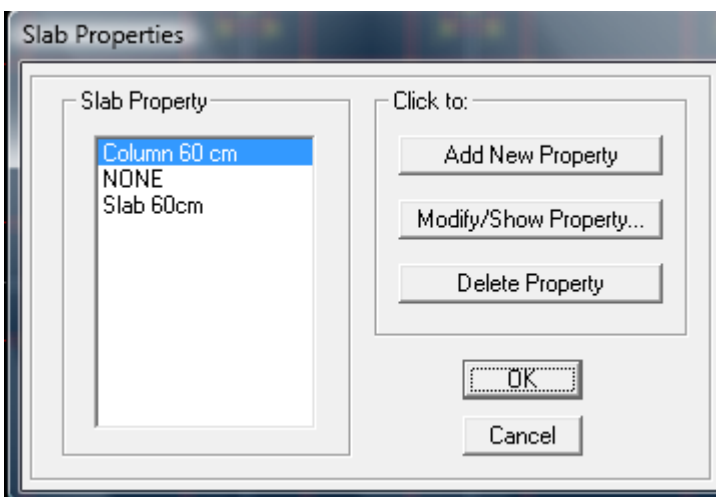 Slab Properties
Slab Property
Column 60 cm
NONE
Slab 60cm
Click to:
Add New Property
Modify/Show Property...
Delete Property
OK
Cancel